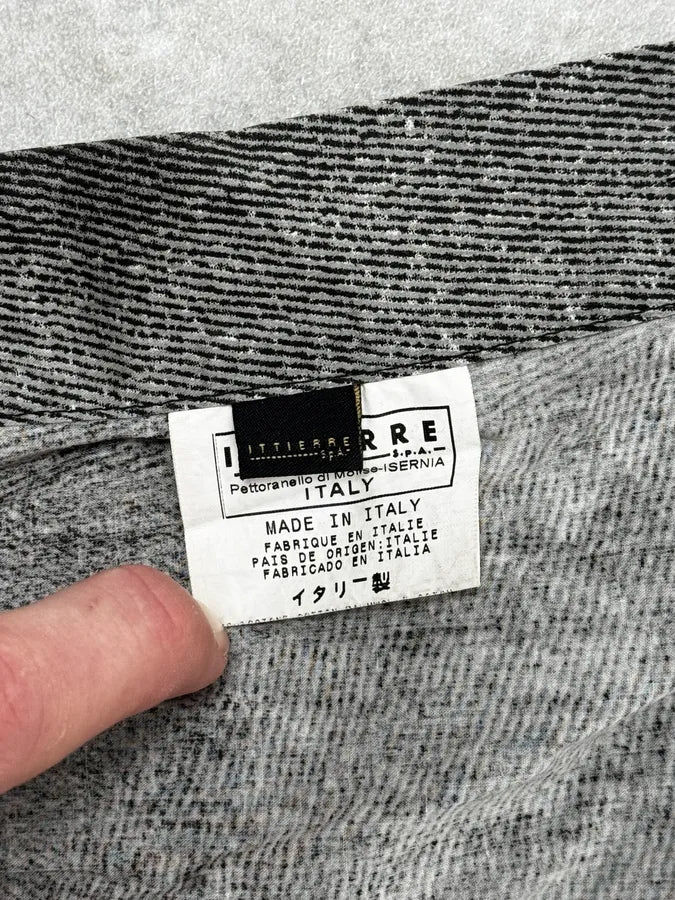 ITTIERRE
S.p.A.
I RRE
S.p.A.
Pettoranello di Molise-ISERNIA
ITALY
MADE IN ITALY
FABRIQUE EN ITALIE
PAIS DE ORIGEN:ITALIE
FABRICADO EN ITALIA
イタリー製